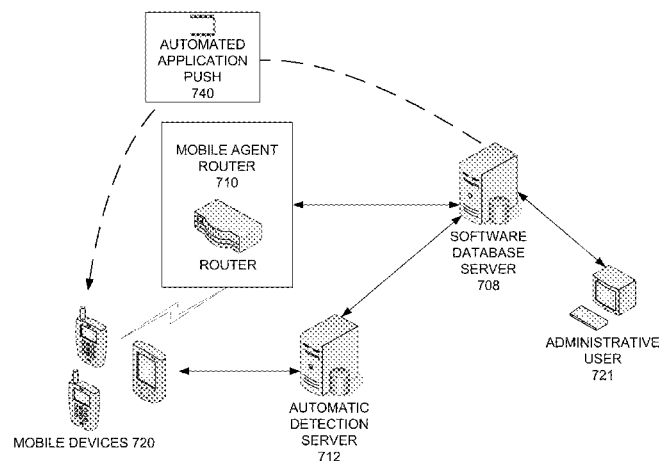 AUTOMATED
APPLICATION
PUSH
740
MOBILE AGENT
ROUTER
710
ROUTER
SOFTWARE
DATABASE
SERVER
708
ADMINISTRATIVE
USER
721
AUTOMATIC
DETECTION
SERVER
712
MOBILE DEVICES 720